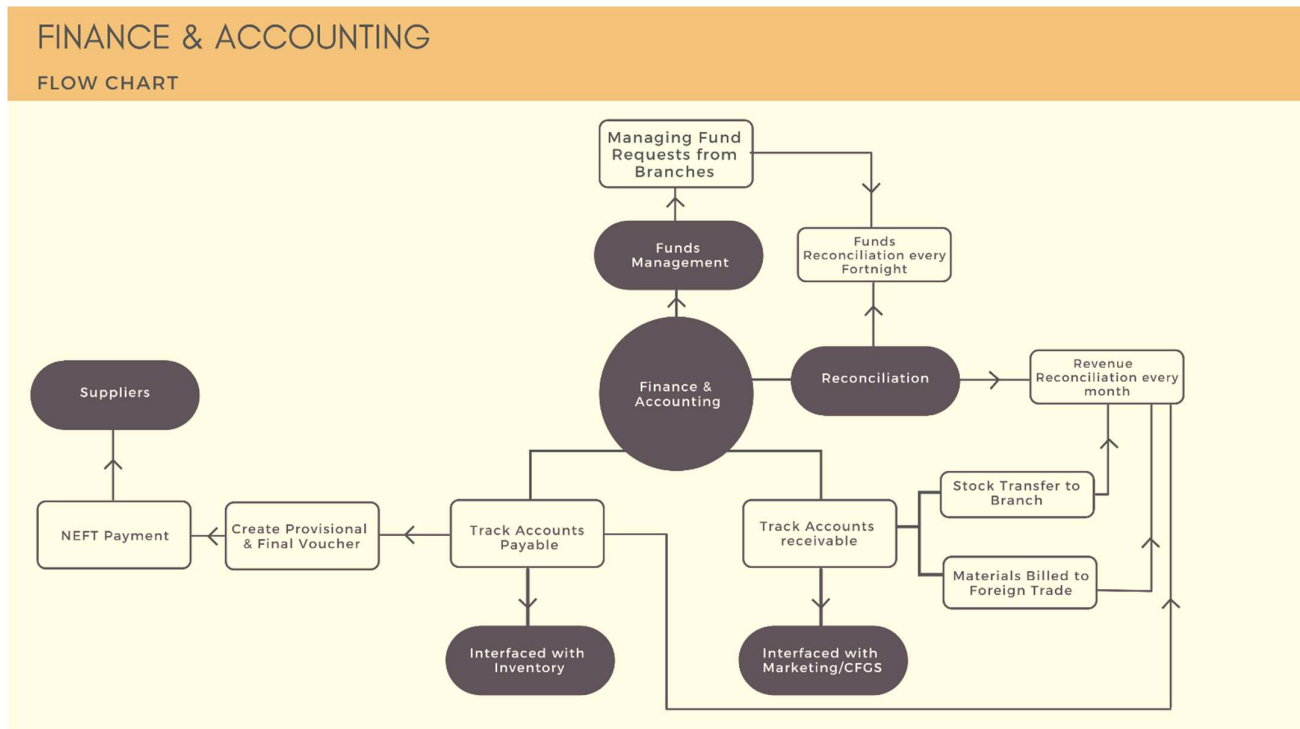 FINANCE & ACCOUNTING
FLOW CHART
Managing Fund
Requests from
Branches
Funds
Management
Funds
Reconciliation every
Fortnight
Finance &
Accounting
Reconciliation
Revenue
Reconciliation every
month
Suppliers
NEFT Payment
Create Provisional
& Final Voucher
Track Accounts
Payable
Track Accounts
receivable
Stock Transfer to
Branch
Materials Billed to
Foreign Trade
Interfaced with
Inventory
Interfaced with
Marketing/CFGS